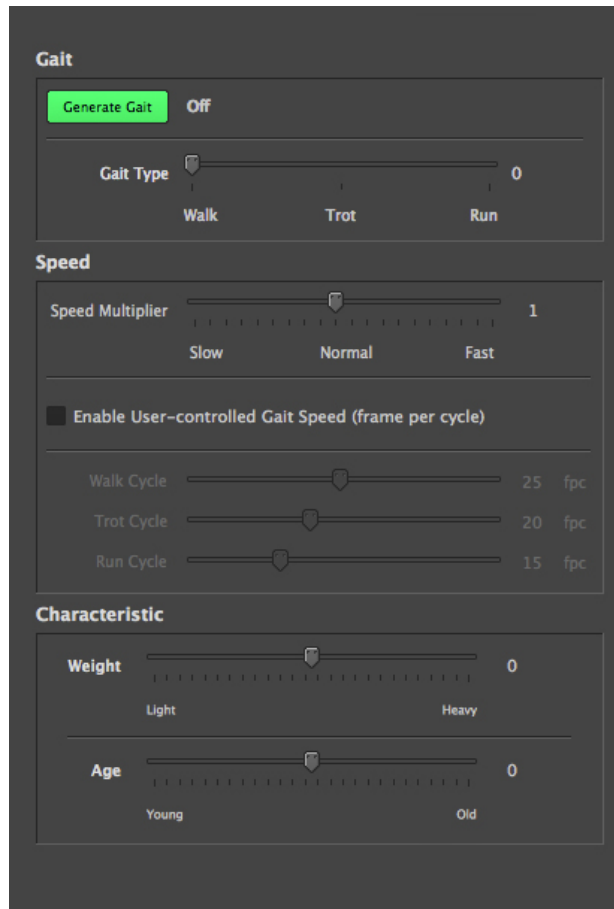 Gait
Generate Gait Off
Gait Type 0
Walk Trot Run
Speed
Speed Multiplier 1
Slow Normal Fast
Enable User-controlled Gait Speed (frame per cycle)
Walk Cycle 25 fpc
Trot Cycle 20 fpc
Run Cycle 15 fpc
Characteristic
Weight 0
Light Heavy
Age 0
Young Old